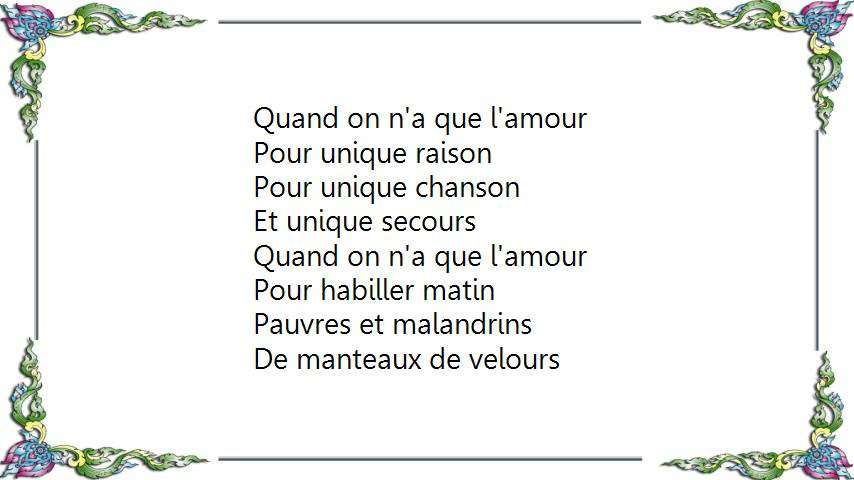 Quand on n'a que l'amour
Pour unique raison
Pour unique chanson
Et unique secours
Quand on n'a que l'amour
Pour habiller matin
Pauvres et malandrins
De manteaux de velours